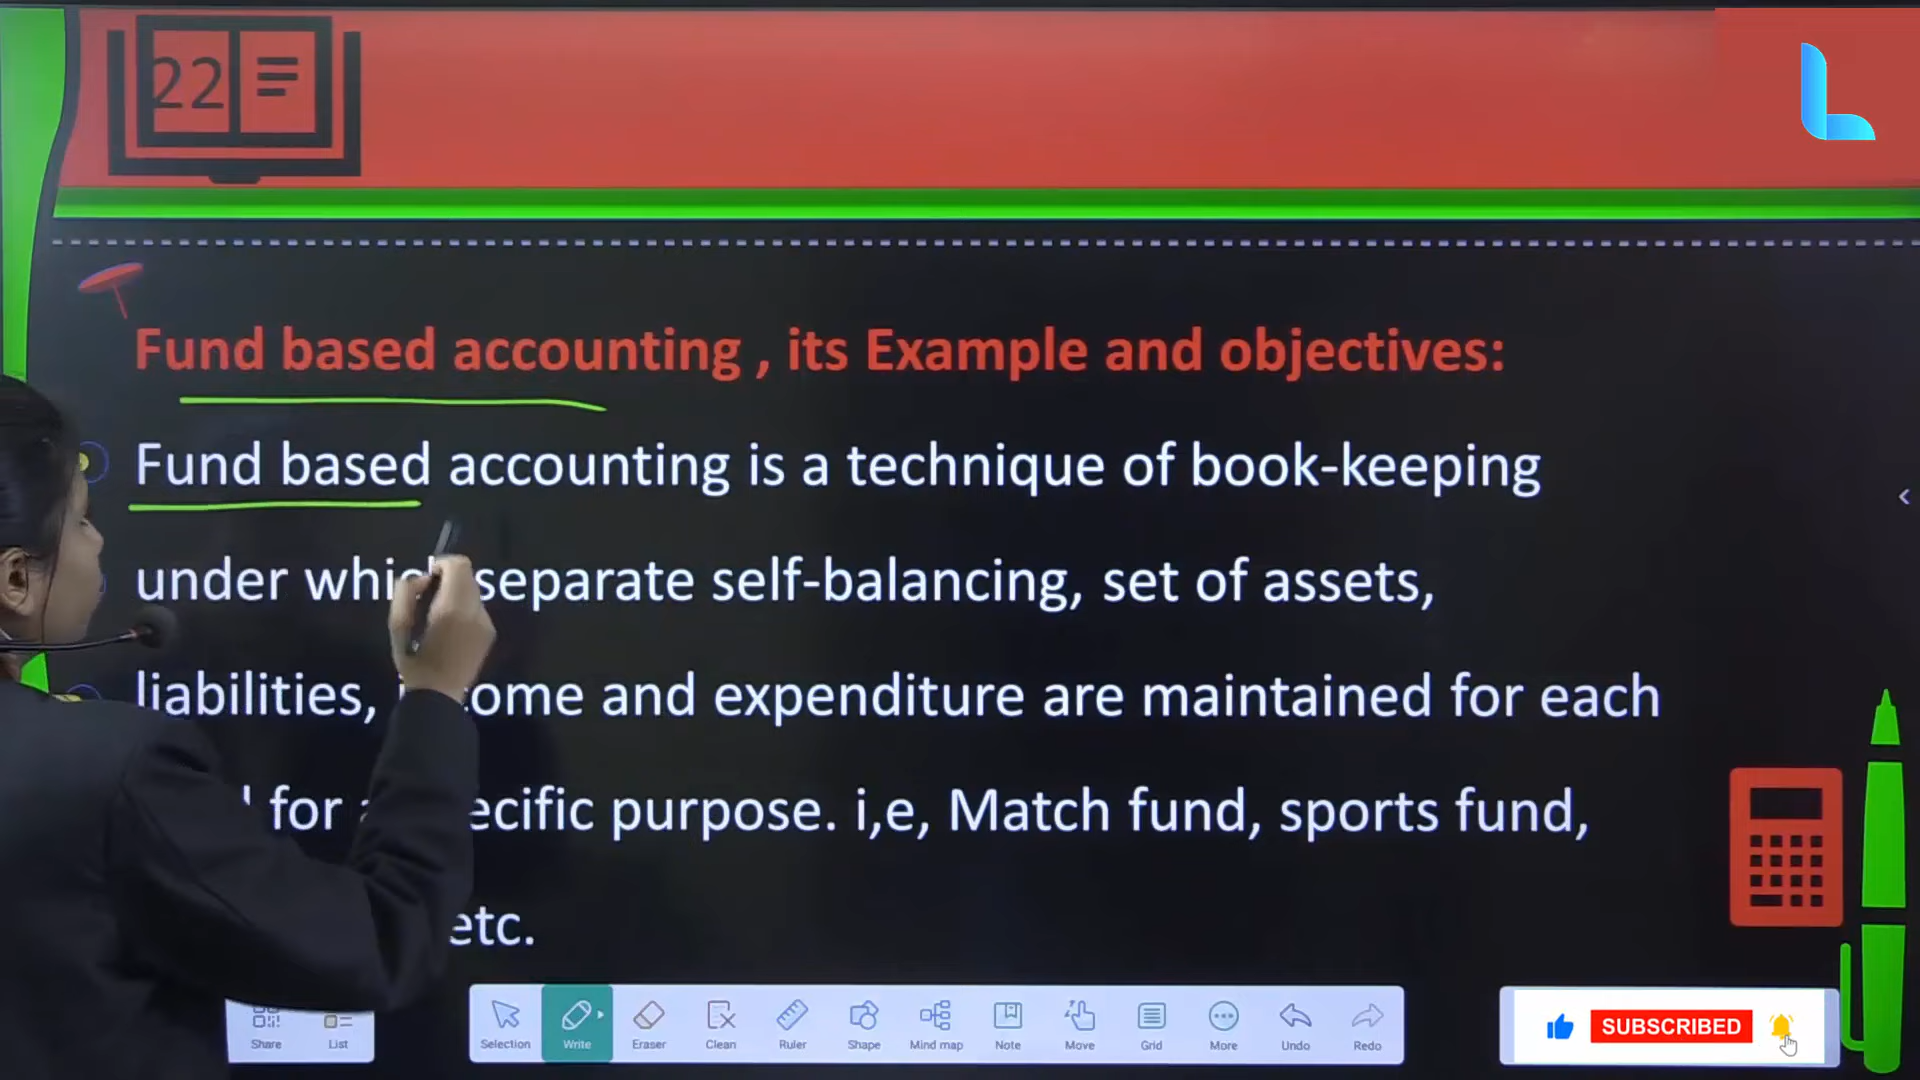 22
Fund based accounting , its Example and objectives:
Fund based accounting is a technique of book-keeping
under which separate self-balancing, set of assets,
liabilities, income and expenditure are maintained for each
for a specific purpose. i,e, Match fund, sports fund,
etc.
Share List Selection Write Eraser Clean Ruler Shape Mind map Note Move Grid More Undo Redo
SUBSCRIBED